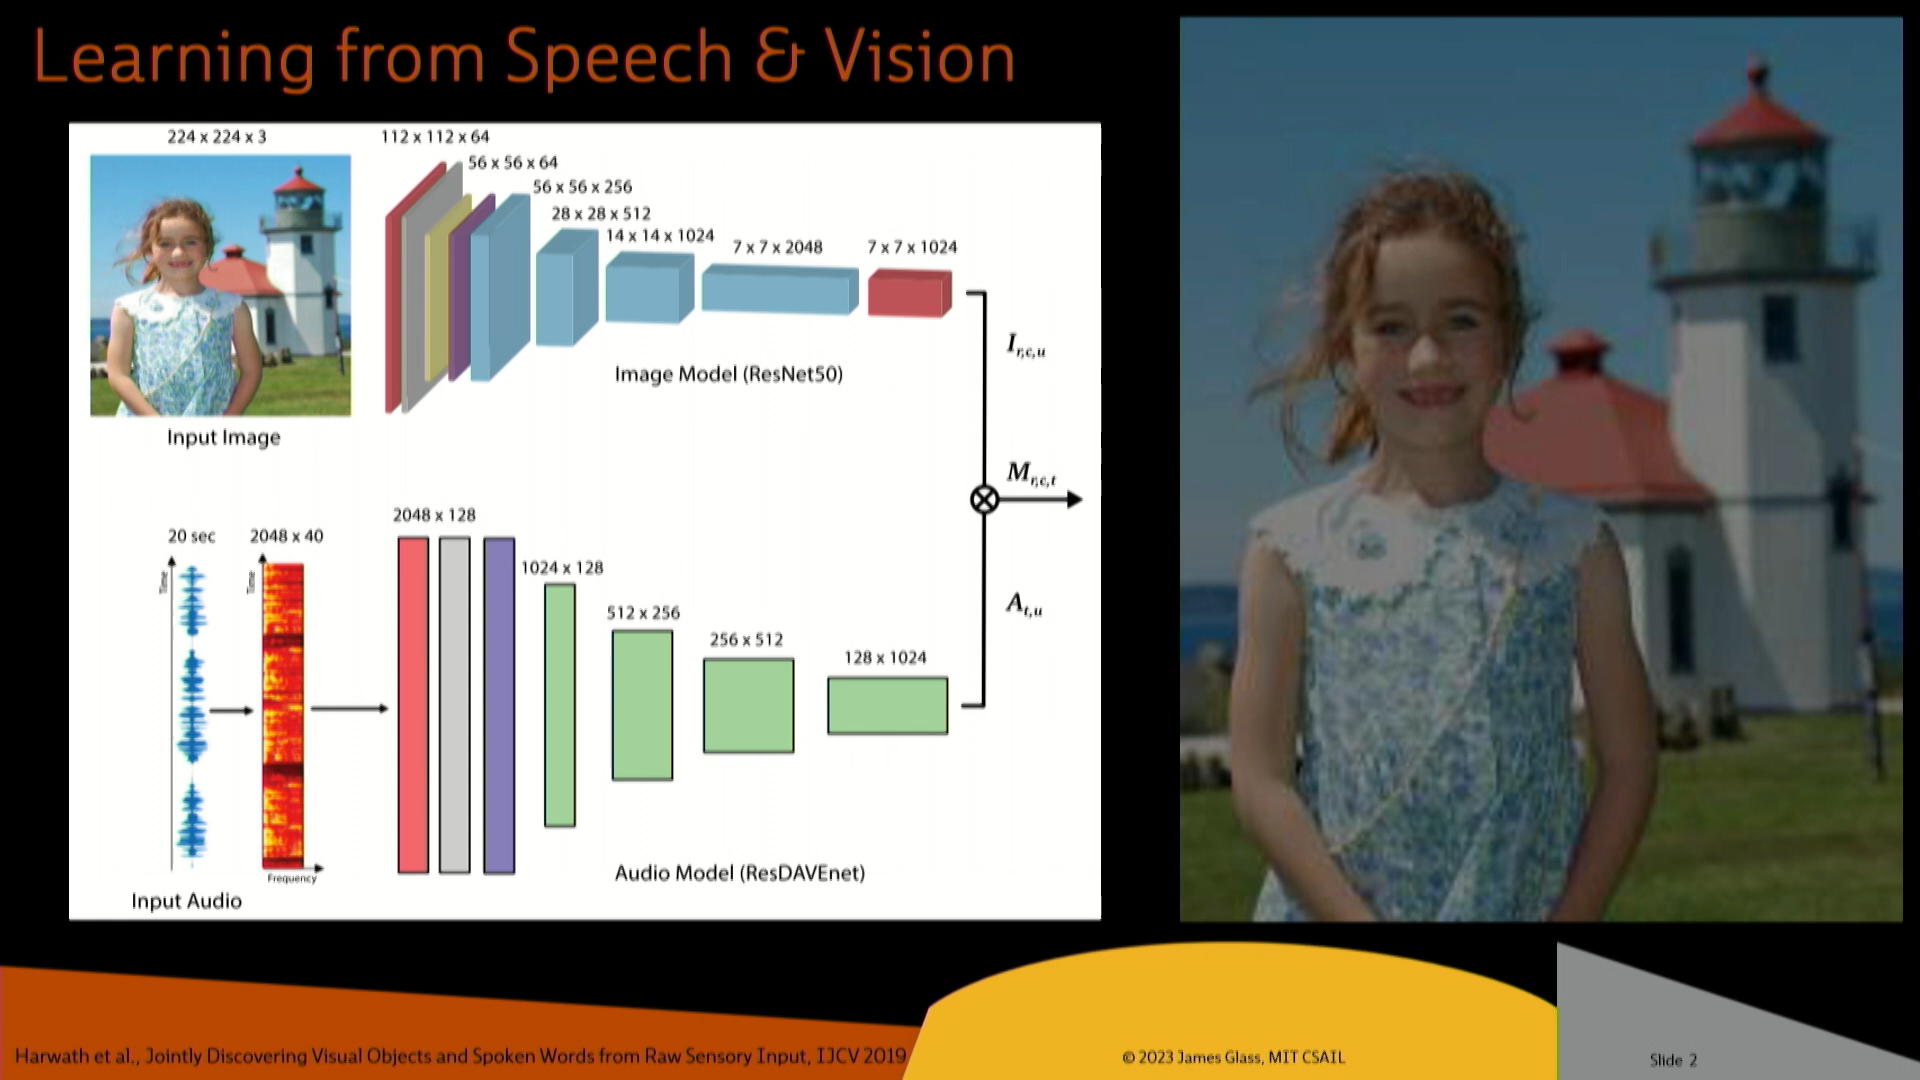 Learning from Speech & Vision
224 x 224 x 3
112 x 112 x 64
56 x 56 x 64
56 x 56 x 256
28 x 28 x 512
14 x 14 x 1024
7 x 7 x 2048
7 x 7 x 1024
I r,c,u
Image Model (ResNet50)
Input Image
M r,c,t
20 sec
2048 x 40
2048 x 128
1024 x 128
512 x 256
256 x 512
128 x 1024
A t,u
Time
Time
Frequency
Audio Model (ResDAVEnet)
Input Audio
Harwath et al., Jointly Discovering Visual Objects and Spoken Words from Raw Sensory Input, IJCV 2019
© 2023 James Glass, MIT CSAIL
Slide 2